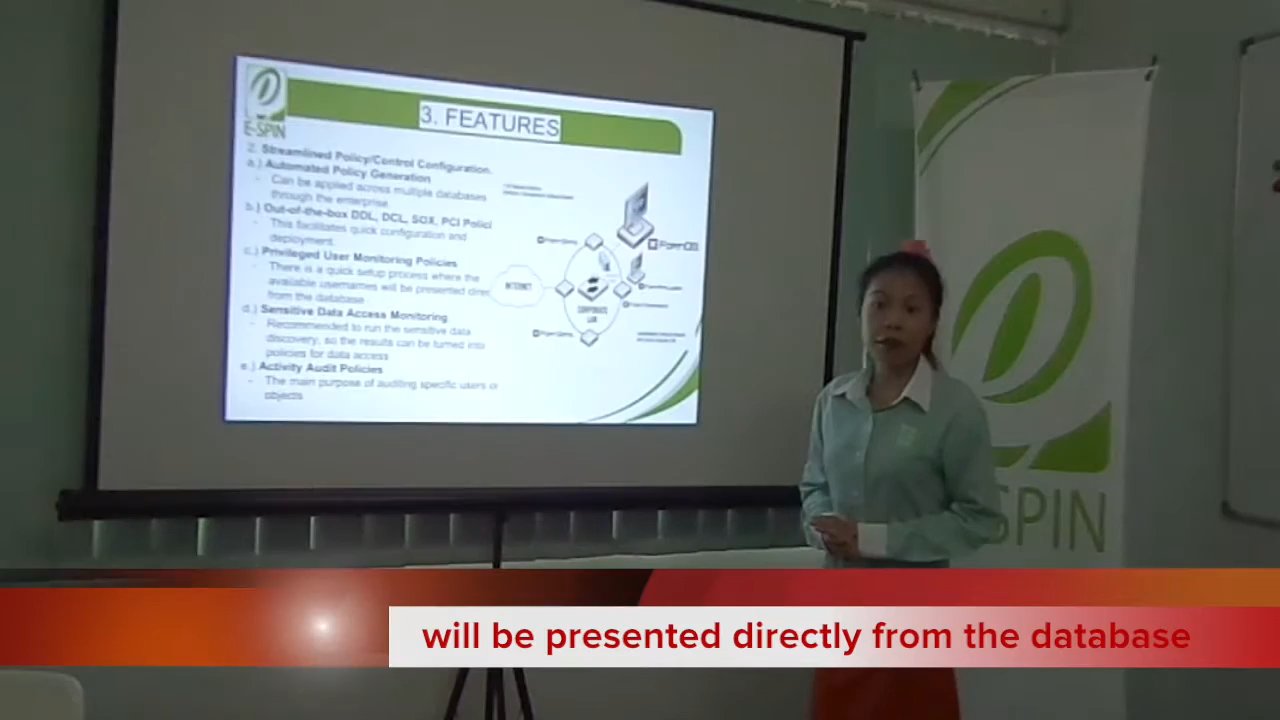 E-SPIN
3. FEATURES
2. Streamlined Policy/Control Configuration.
a.) Automated Policy Generation
- Can be applied across multiple databases
through the enterprise
b.) Out-of-the-box DDL, DCL, SOX, PCI Polici
- This facilitates quick configuration and
deployment.
c.) Privileged User Monitoring Policies
- There is a quick setup process where the
available usernames will be presented direc
from the database
d.) Sensitive Data Access Monitoring
- Recommended to run the sensitive data
discovery, so the results can be turned into
policies for data access
e.) Activity Audit Policies
- The main purpose of auditing specific users or
objects
INTERNET
CORPORATE
LAN
SPIN
will be presented directly from the database